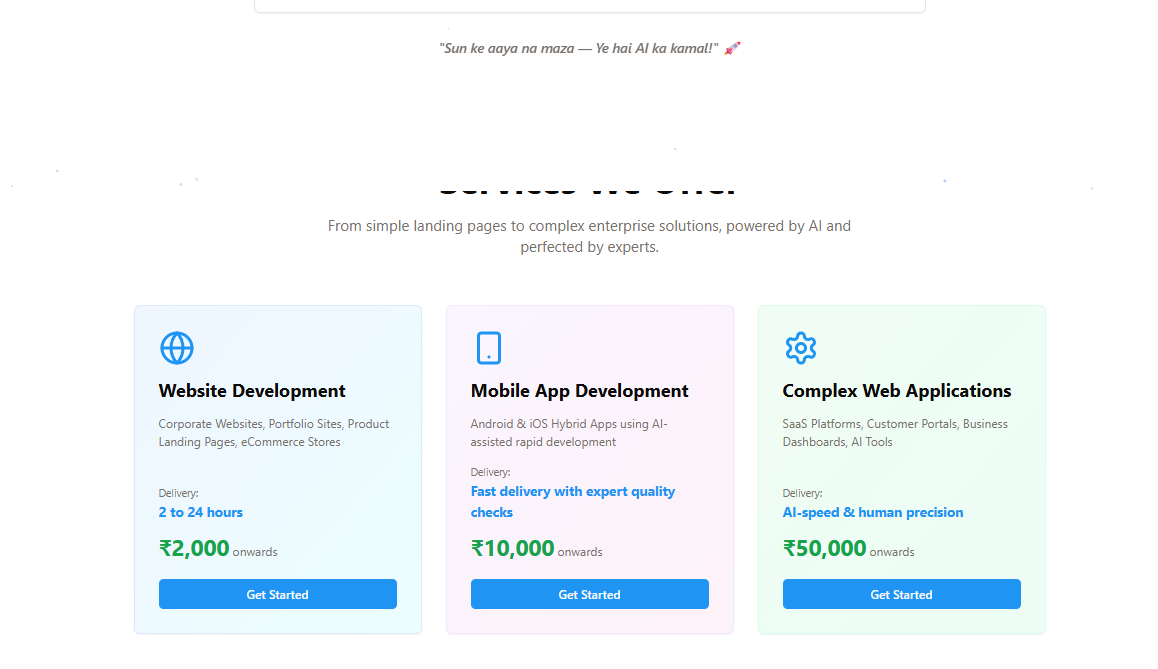 "Sun ke aaya na maza — Ye hai AI ka kamal!" 🚀
Services We Offer
From simple landing pages to complex enterprise solutions, powered by AI and
perfected by experts.
Website Development
Corporate Websites, Portfolio Sites, Product
Landing Pages, eCommerce Stores
Delivery:
2 to 24 hours
₹2,000 onwards
Get Started
Mobile App Development
Android & iOS Hybrid Apps using AI-
assisted rapid development
Delivery:
Fast delivery with expert quality
checks
₹10,000 onwards
Get Started
Complex Web Applications
SaaS Platforms, Customer Portals, Business
Dashboards, AI Tools
Delivery:
AI-speed & human precision
₹50,000 onwards
Get Started